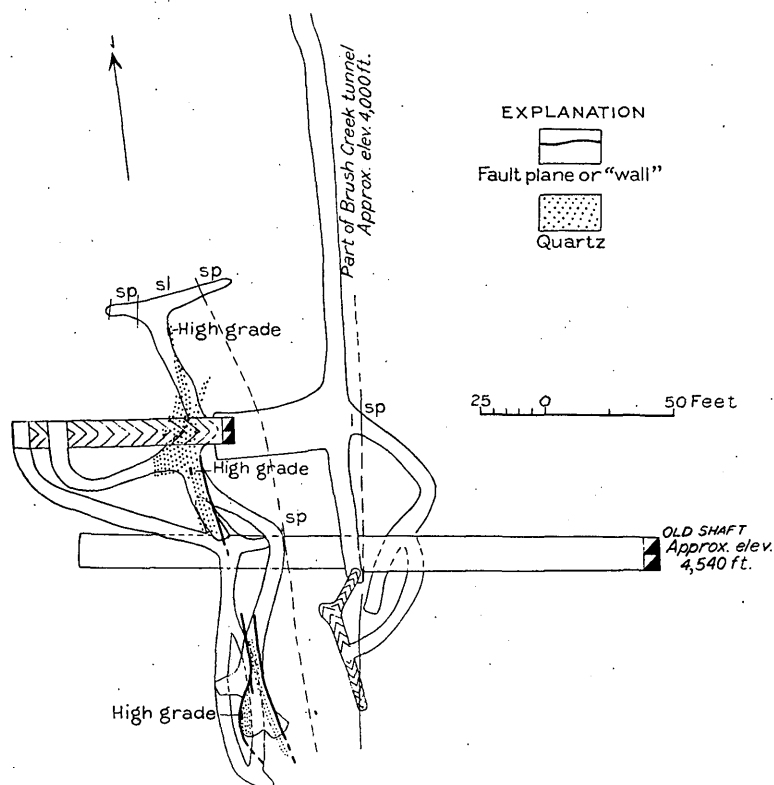 Part of Brush Creek tunnel
Approx. elev. 4,000 ft.
EXPLANATION
Fault plane or "wall"
Quartz
sp
sl
sp
High grade
25 0 50 Feet
sp
High grade
sp
OLD SHAFT
Approx. elev.
4,540 ft.
High grade